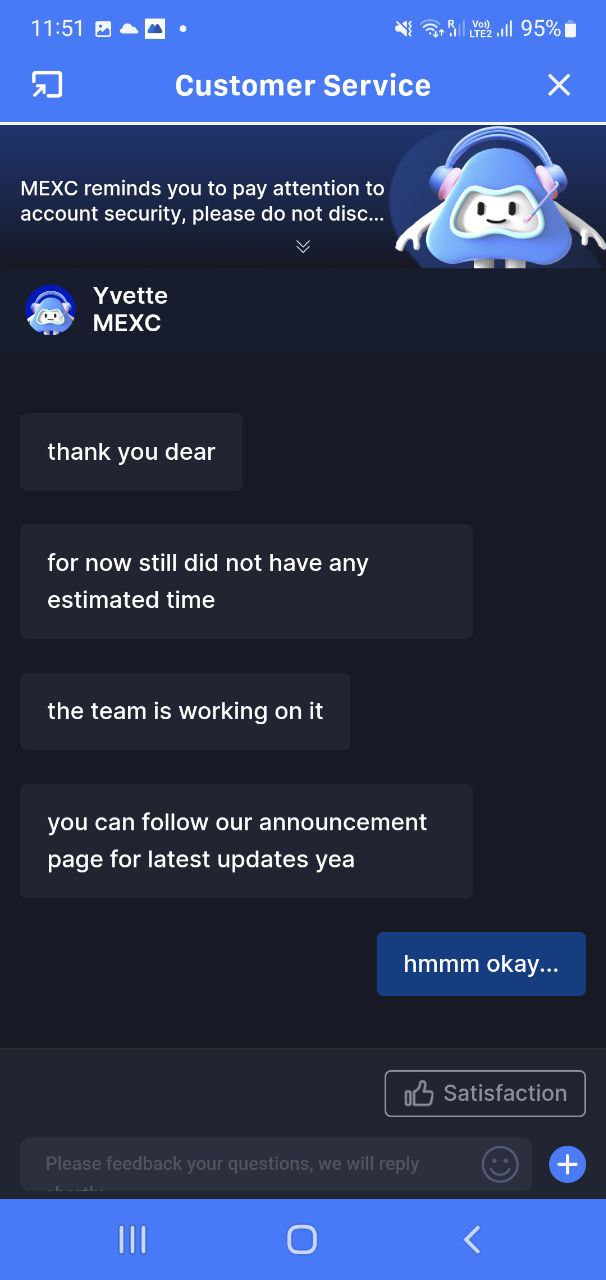 11:51
R
Vo))
LTE2
95%
Customer Service
MEXC reminds you to pay attention to
account security, please do not disc...
Yvette
MEXC
thank you dear
for now still did not have any
estimated time
the team is working on it
you can follow our announcement
page for latest updates yea
hmmm okay...
Satisfaction
Please feedback your questions, we will reply